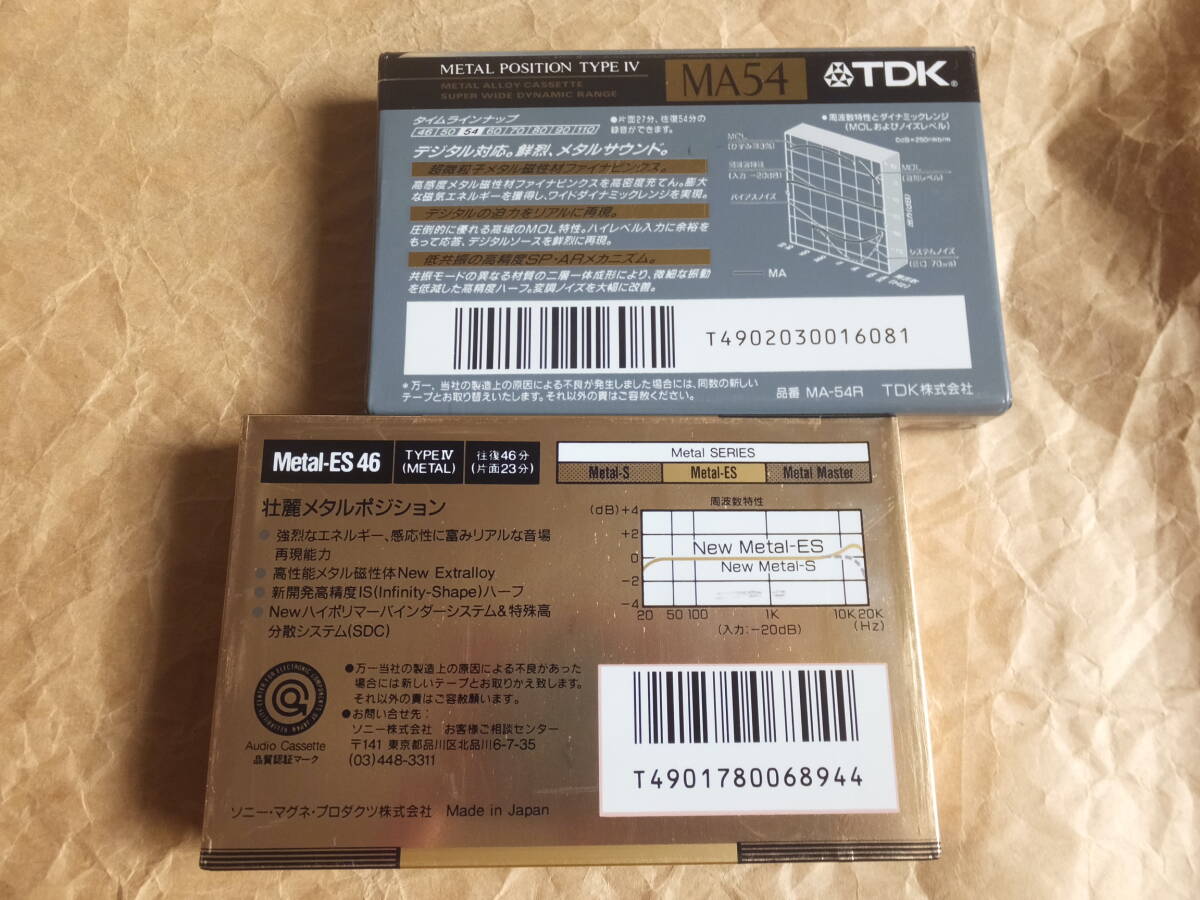 METAL POSITION TYPE IV
METAL ALLOY CASSETTE
SUPER WIDE DYNAMIC RANGE
MA54
TDK®
タイムラインナップ
46 50 54 60 70 80 90 110
●片面27分、往復54分の
録音ができます。
デジタル対応。鮮烈、メタルサウンド。
超微粒子メタル磁性材ファイナビンクス。
高感度メタル磁性材ファイナビンクスを高密度充てん。膨大
な磁気エネルギーを獲得し、ワイドダイナミックレンジを実現。
デジタルの迫力をリアルに再現。
圧倒的に優れる高域のMOL特性。ハイレベル入力に余裕を
もって応答、デジタルソースを鮮烈に再現。
低共振の高精度SP・ARメカニズム。
共振モードの異なる材質の二層一体成形により、微細な振動
を低減した高精度ハーフ。変調ノイズを大幅に改善。
●周波数特性とダイナミックレンジ
(MOLおよびノイズレベル)
MOL
(ひずみ率3%)
周波数特性
(入力-20dB)
バイアスノイズ
MOL
システムノイズ
MA
T4902030016081
*万一、当社の製造上の原因による不良が発生しました場合には、同数の新しい
テープとお取り替えいたします。それ以外の責はご容赦ください。
品番 MA-54R TDK株式会社
Metal-ES 46
TYPE IV
(METAL)
往復46分
(片面23分)
Metal SERIES
Metal-S
Metal-ES
Metal Master
壮麗メタルポジション
●強烈なエネルギー、感応性に富みリアルな音場
再現能力
●高性能メタル磁性体New Extralloy
●新開発高精度IS(Infinity-Shape)ハーフ
●Newハイポリマーバインダーシステム&特殊高
分散システム(SDC)
周波数特性
(dB) +4
+2
0
-2
-4
New Metal-ES
New Metal-S
20 50 100 1K 10K 20K
(入力:-20dB)
(Hz)
Audio Cassette
品質認証マーク
●万一当社の製造上の原因による不良があった
場合には新しいテープとお取りかえ致します。
それ以外の責はご容赦願います。
●お問い合せ先:
ソニー株式会社 お客様ご相談センター
〒141 東京都品川区北品川6-7-35
(03)448-3311
T4901780068944
ソニー・マグネ・プロダクツ株式会社 Made in Japan